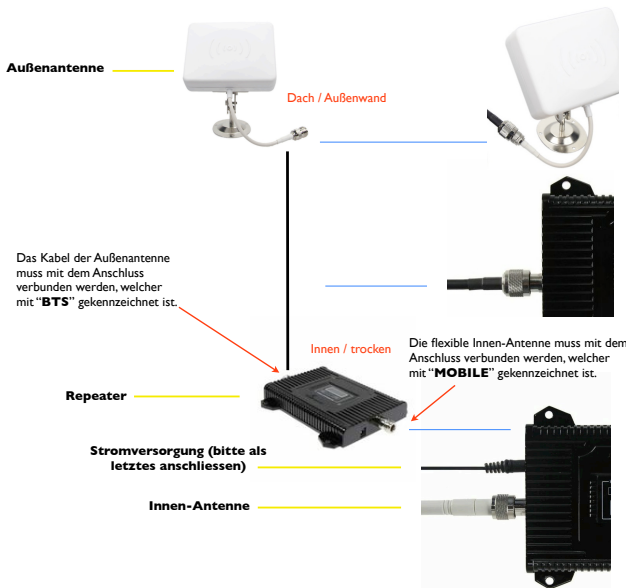 Außenantenne
Dach / Außenwand
Das Kabel der Außenantenne
muss mit dem Anschluss
verbunden werden, welcher
mit “BTS” gekennzeichnet ist.
Innen / trocken
Die flexible Innen-Antenne muss mit dem
Anschluss verbunden werden, welcher
mit “MOBILE” gekennzeichnet ist.
Repeater
Stromversorgung (bitte als
letztes anschliessen)
Innen-Antenne